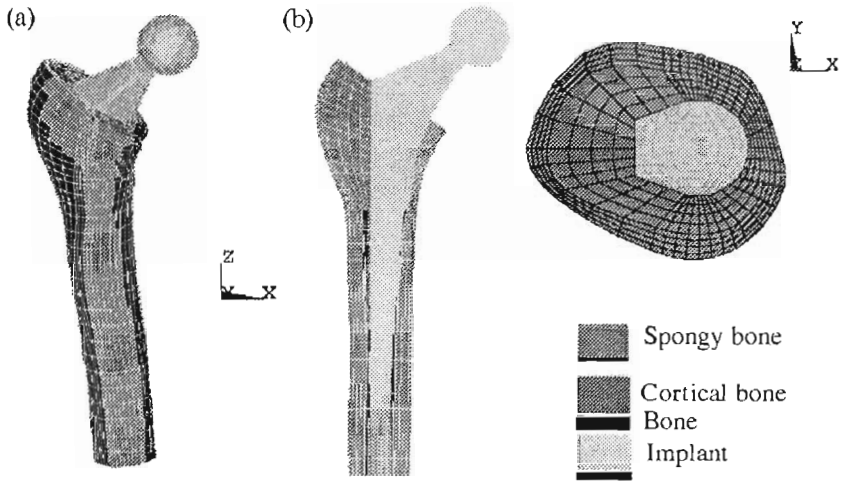 (a)
(b)
Y
Z X
Z
Y X
Spongy bone
Cortical bone
Bone
Implant